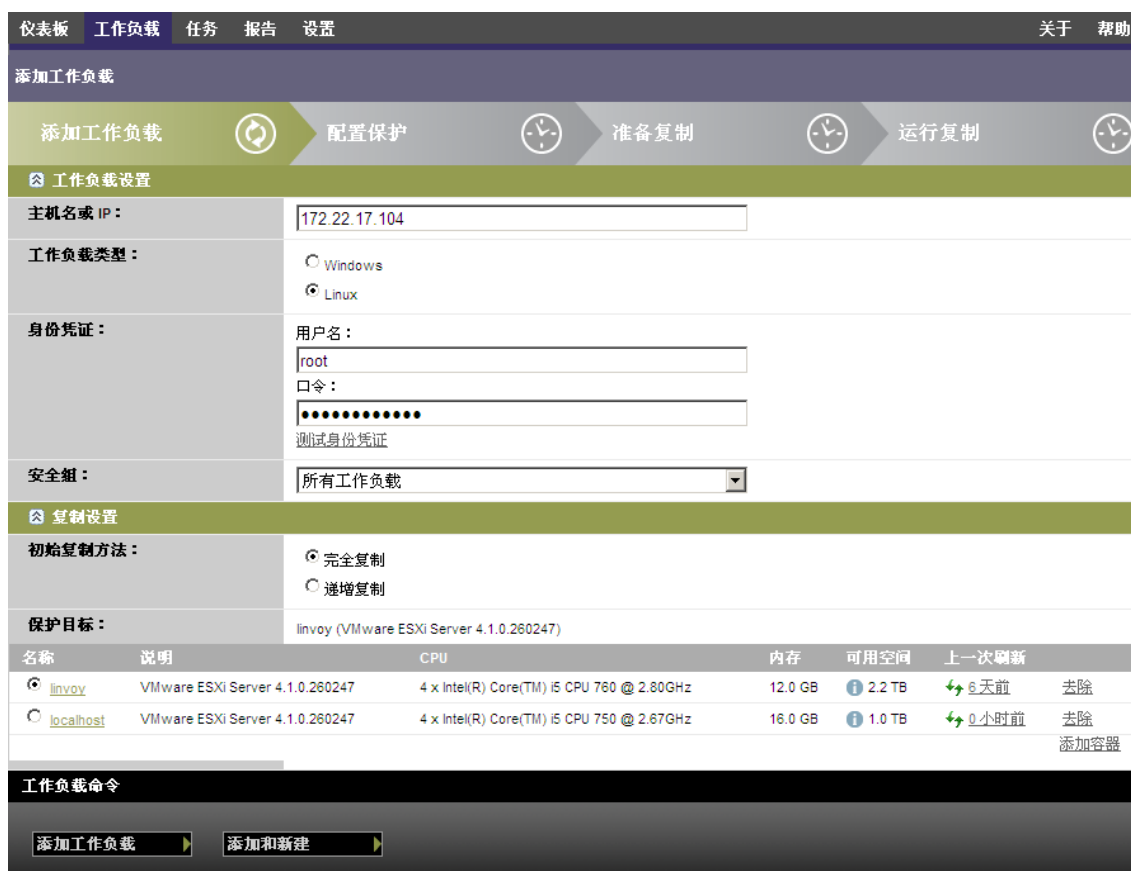 仪表板 工作负载 任务 报告 设置 关于 帮助
添加工作负载
添加工作负载 配置保护 准备复制 运行复制
工作负载设置
主机名或 IP：
172.22.17.104
工作负载类型：
Windows
Linux
身份凭证：
用户名：
root
口令：
••••••••••••
测试身份凭证
安全组：
所有工作负载
复制设置
初始复制方法：
完全复制
递增复制
保护目标：
linvoy (VMware ESXi Server 4.1.0.260247)
名称 说明 CPU 内存 可用空间 上一次刷新
linvoy VMware ESXi Server 4.1.0.260247 4 x Intel(R) Core(TM) i5 CPU 760 @ 2.80GHz 12.0 GB 2.2 TB 6 天前 去除
localhost VMware ESXi Server 4.1.0.260247 4 x Intel(R) Core(TM) i5 CPU 750 @ 2.67GHz 16.0 GB 1.0 TB 0 小时前 去除
添加容器
工作负载命令
添加工作负载 添加和新建